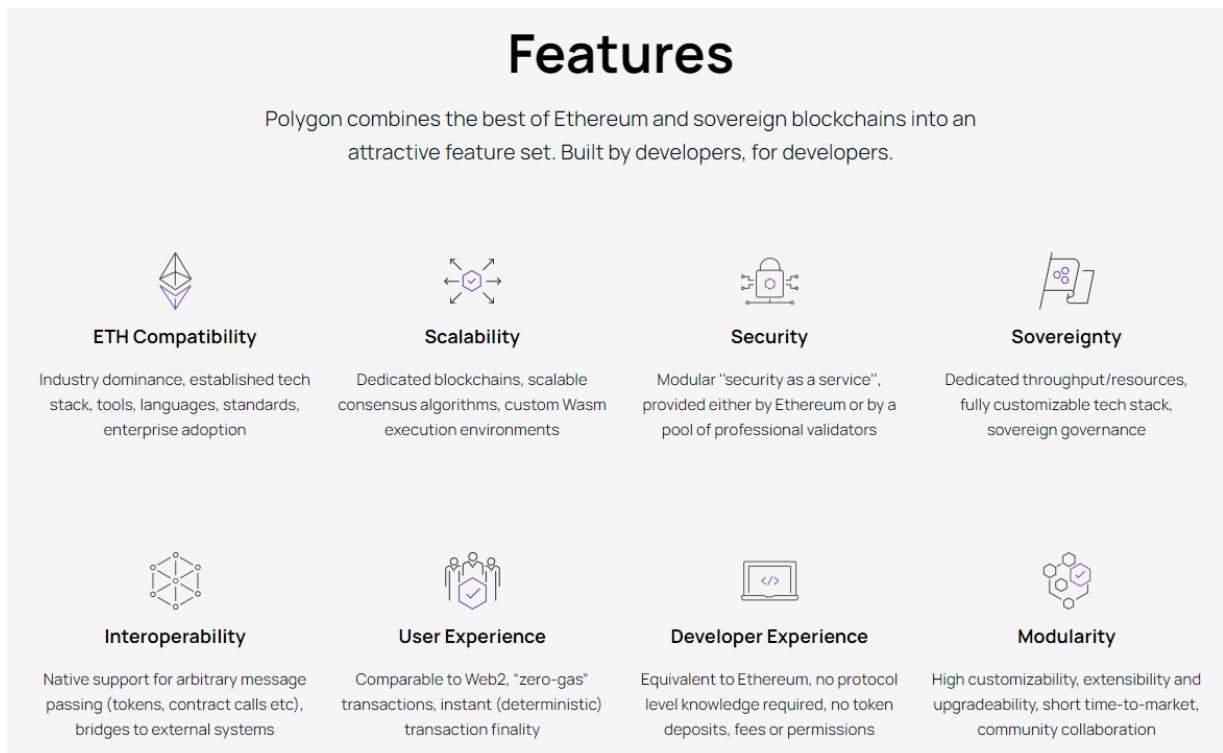 Features
Polygon combines the best of Ethereum and sovereign blockchains into an
attractive feature set. Built by developers, for developers.
ETH Compatibility
Industry dominance, established tech
stack, tools, languages, standards,
enterprise adoption
Scalability
Dedicated blockchains, scalable
consensus algorithms, custom Wasm
execution environments
Security
Modular "security as a service",
provided either by Ethereum or by a
pool of professional validators
Sovereignty
Dedicated throughput/resources,
fully customizable tech stack,
sovereign governance
Interoperability
Native support for arbitrary message
passing (tokens, contract calls etc),
bridges to external systems
User Experience
Comparable to Web2, “zero-gas”
transactions, instant (deterministic)
transaction finality
</>
Developer Experience
Equivalent to Ethereum, no protocol
level knowledge required, no token
deposits, fees or permissions
Modularity
High customizability, extensibility and
upgradeability, short time-to-market,
community collaboration